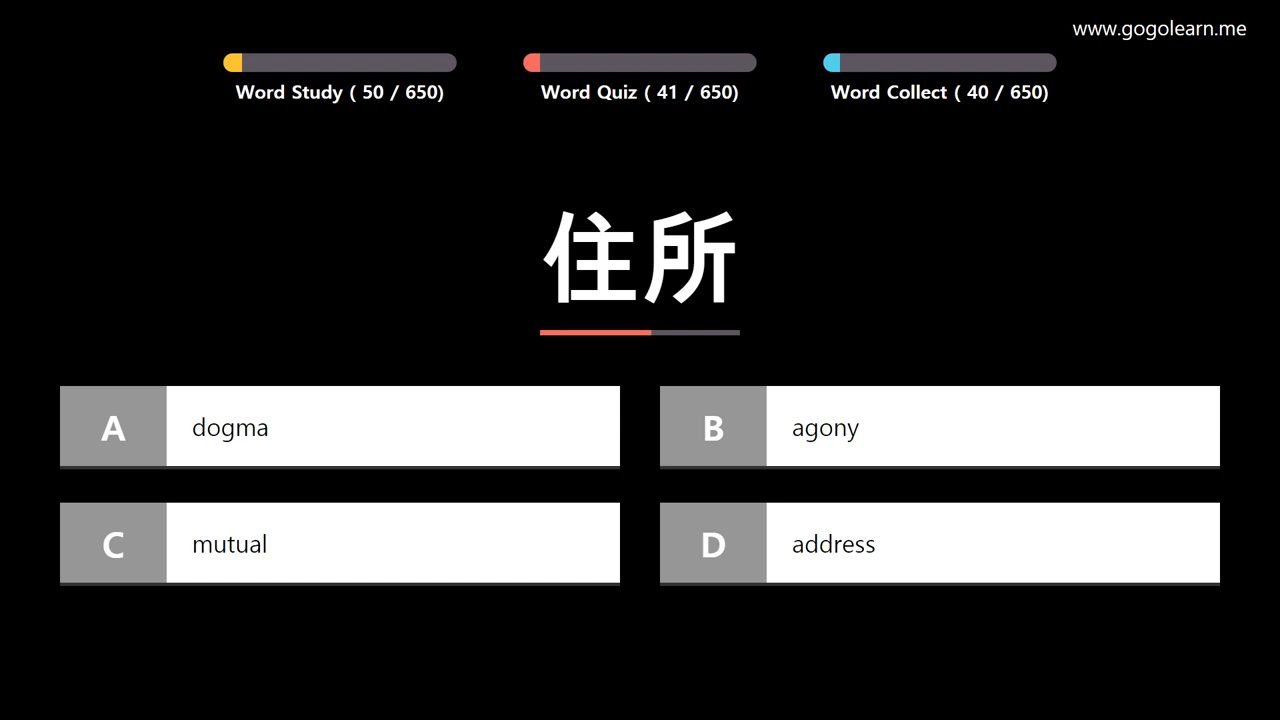 www.gogolearn.me
Word Study ( 50 / 650)
Word Quiz ( 41 / 650)
Word Collect ( 40 / 650)
住所
A dogma
B agony
C mutual
D address